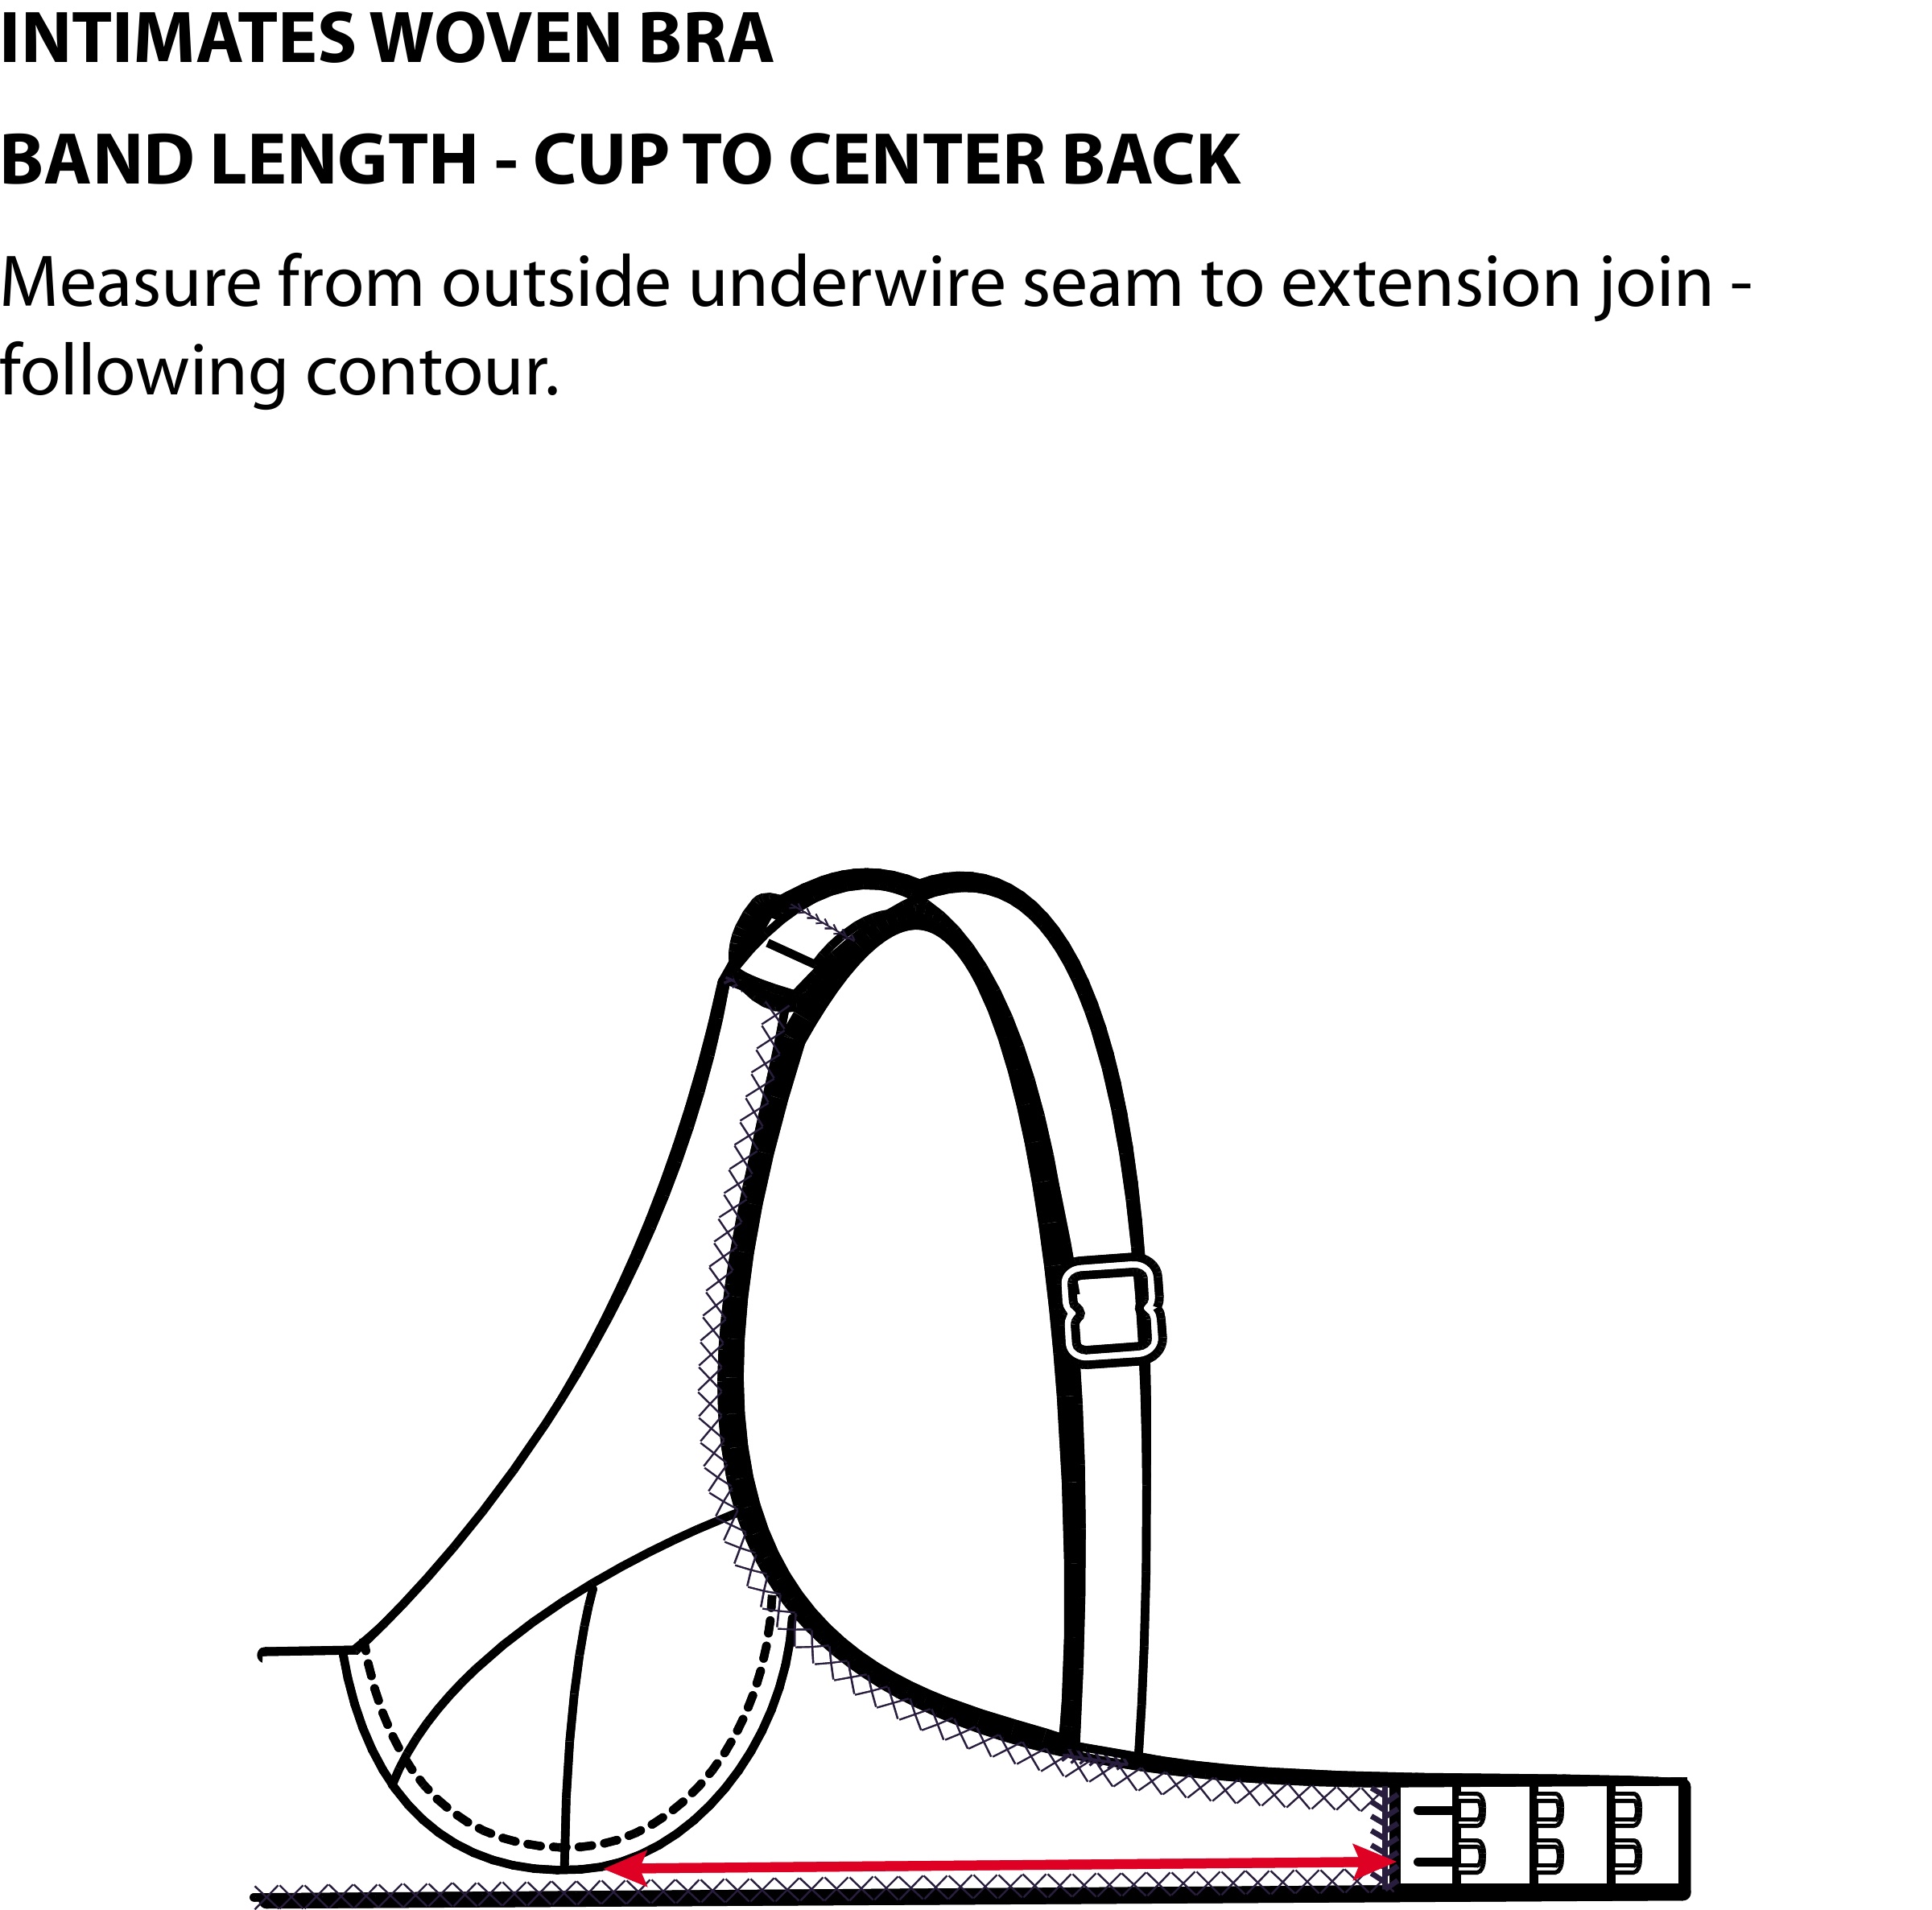 INTIMATES WOVEN BRA
BAND LENGTH - CUP TO CENTER BACK
Measure from outside underwire seam to extension join -
following contour.